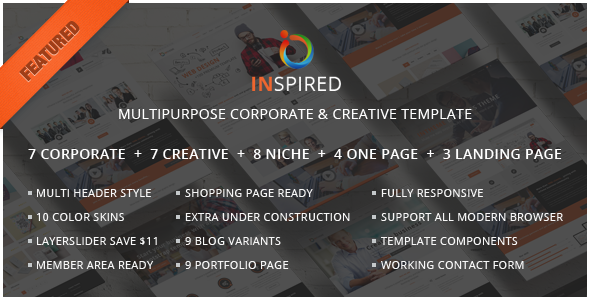 FEATURED
INSPIRED
MULTIPURPOSE CORPORATE & CREATIVE TEMPLATE
7 CORPORATE + 7 CREATIVE + 8 NICHE + 4 ONE PAGE + 3 LANDING PAGE
MULTI HEADER STYLE
10 COLOR SKINS
LAYERSLIDER SAVE $11
MEMBER AREA READY
SHOPPING PAGE READY
EXTRA UNDER CONSTRUCTION
9 BLOG VARIANTS
9 PORTFOLIO PAGE
FULLY RESPONSIVE
SUPPORT ALL MODERN BROWSER
TEMPLATE COMPONENTS
WORKING CONTACT FORM